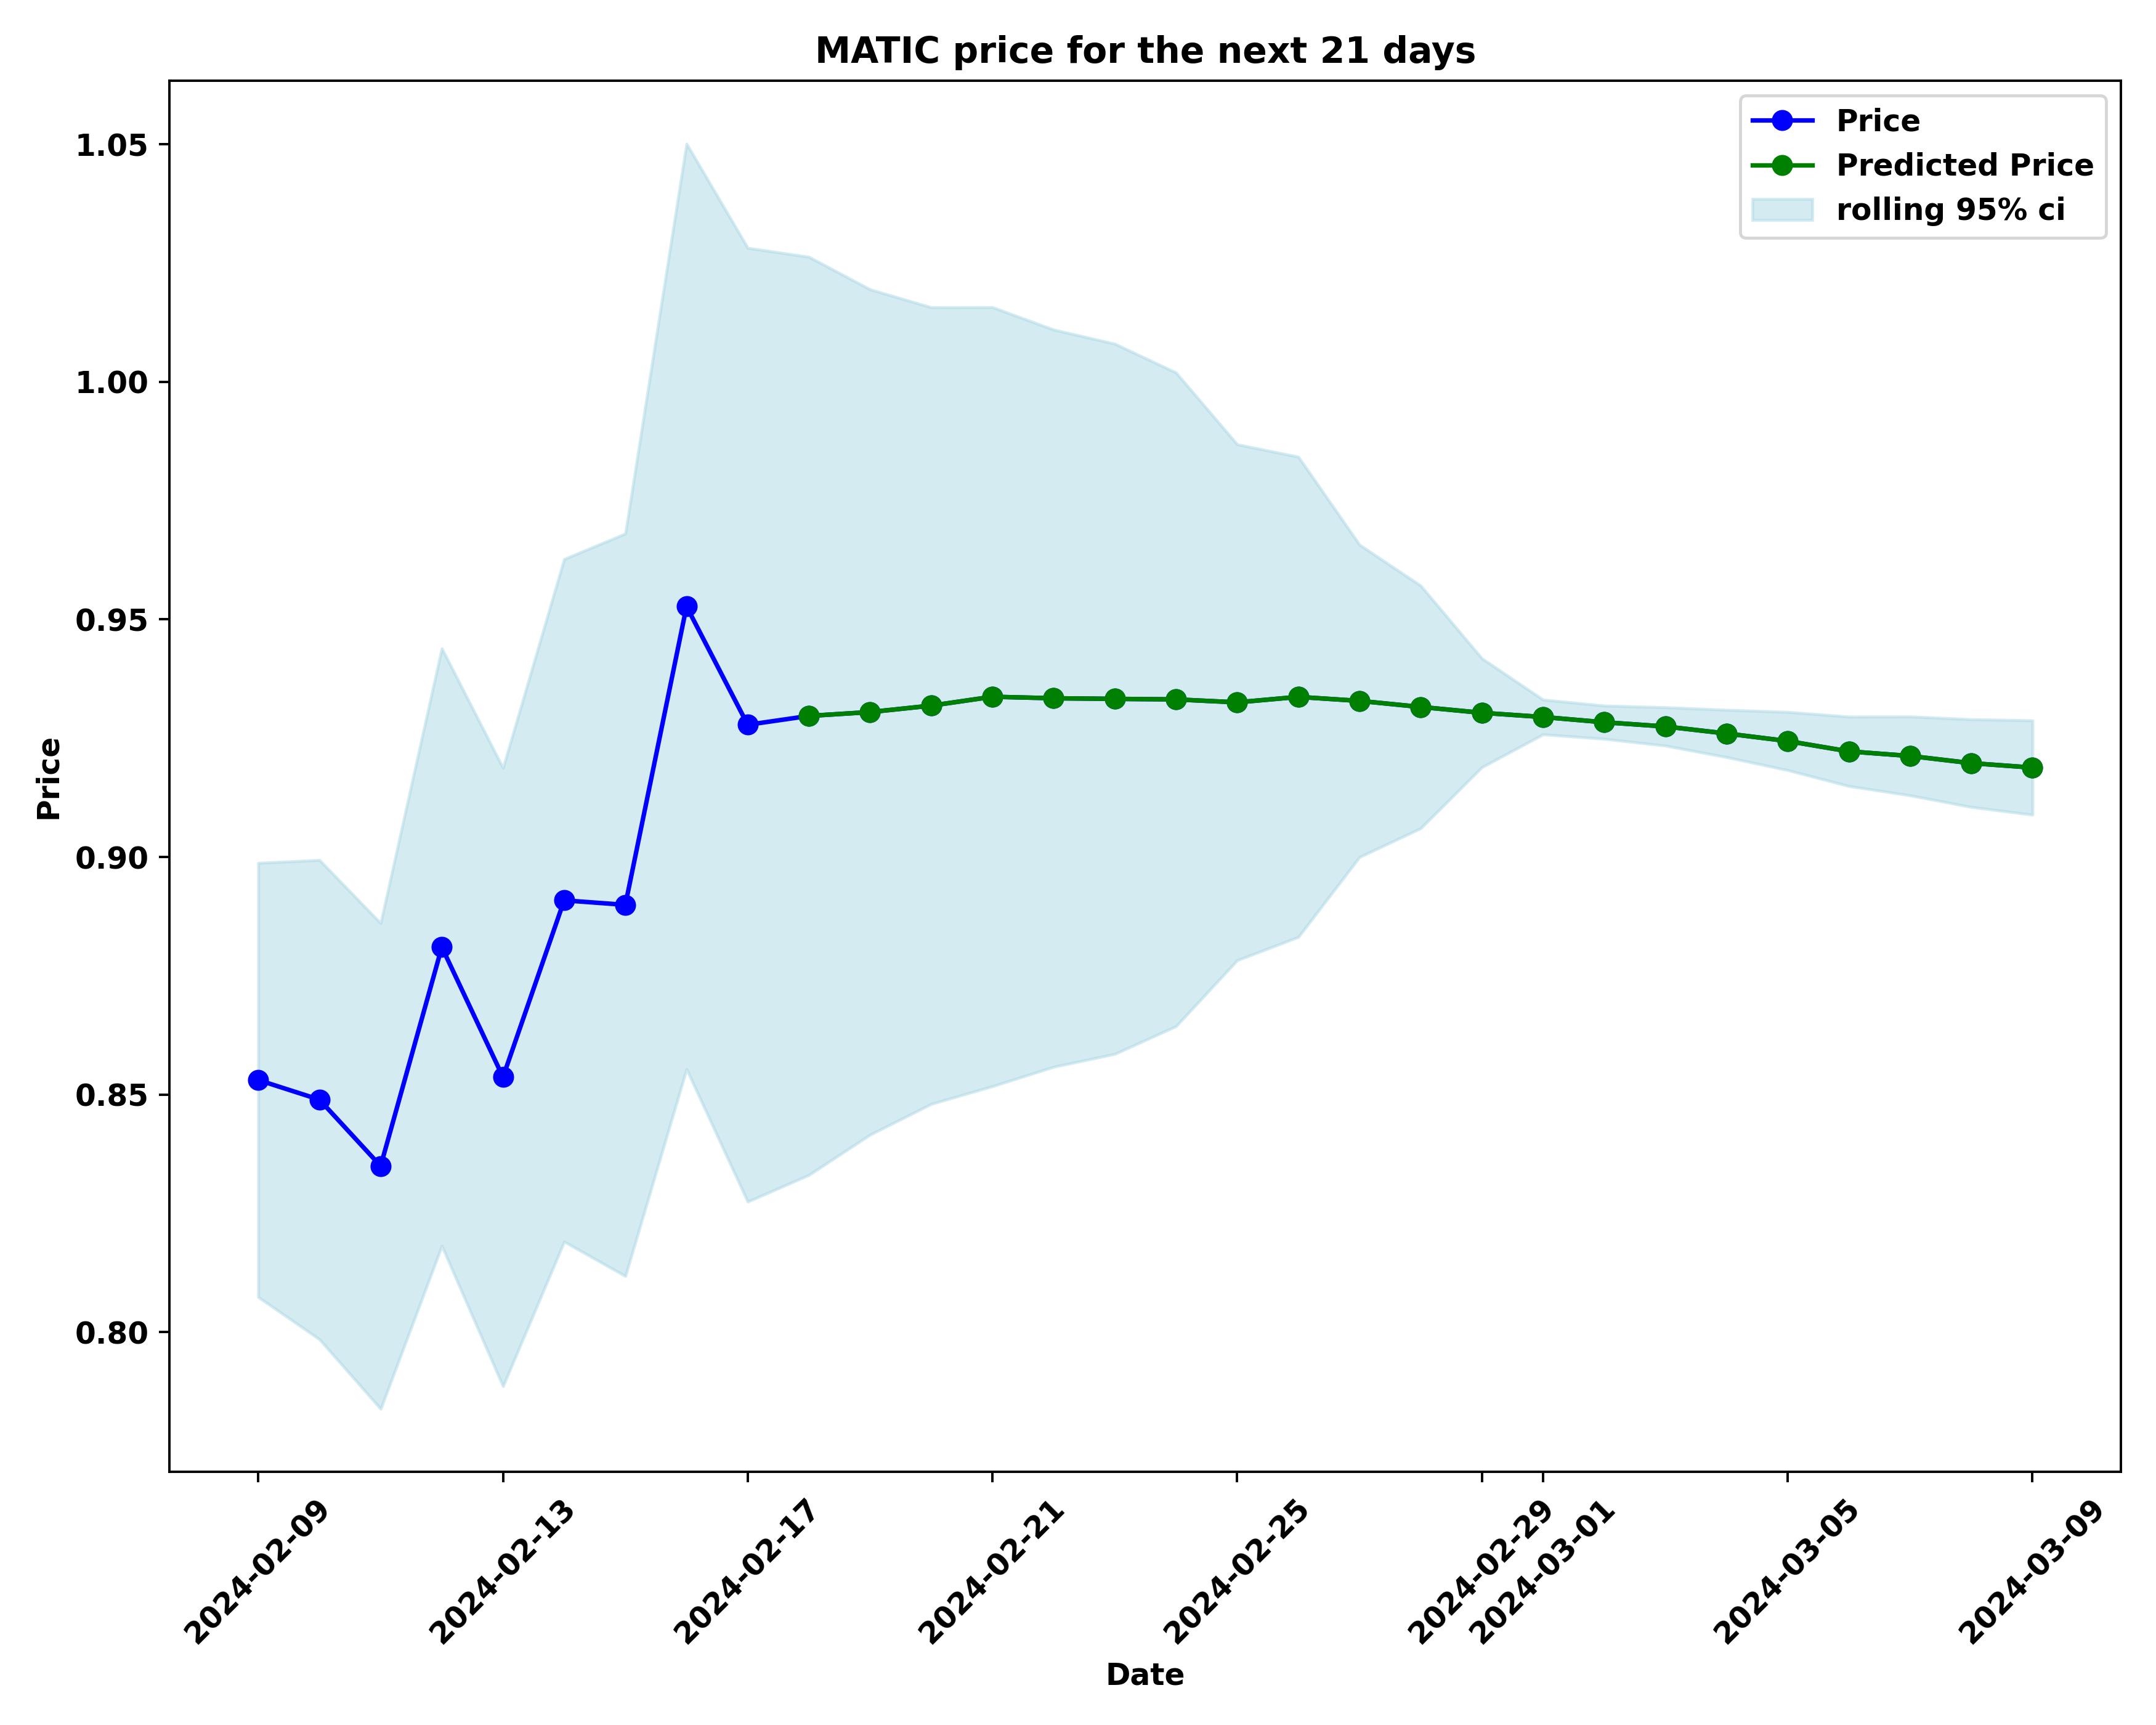 MATIC price for the next 21 days
Price
Predicted Price
rolling 95% ci
1.05
1.00
0.95
0.90
0.85
0.80
Price
2024-02-09
2024-02-13
2024-02-17
2024-02-21
2024-02-25
2024-02-29
2024-03-01
2024-03-05
2024-03-09
Date